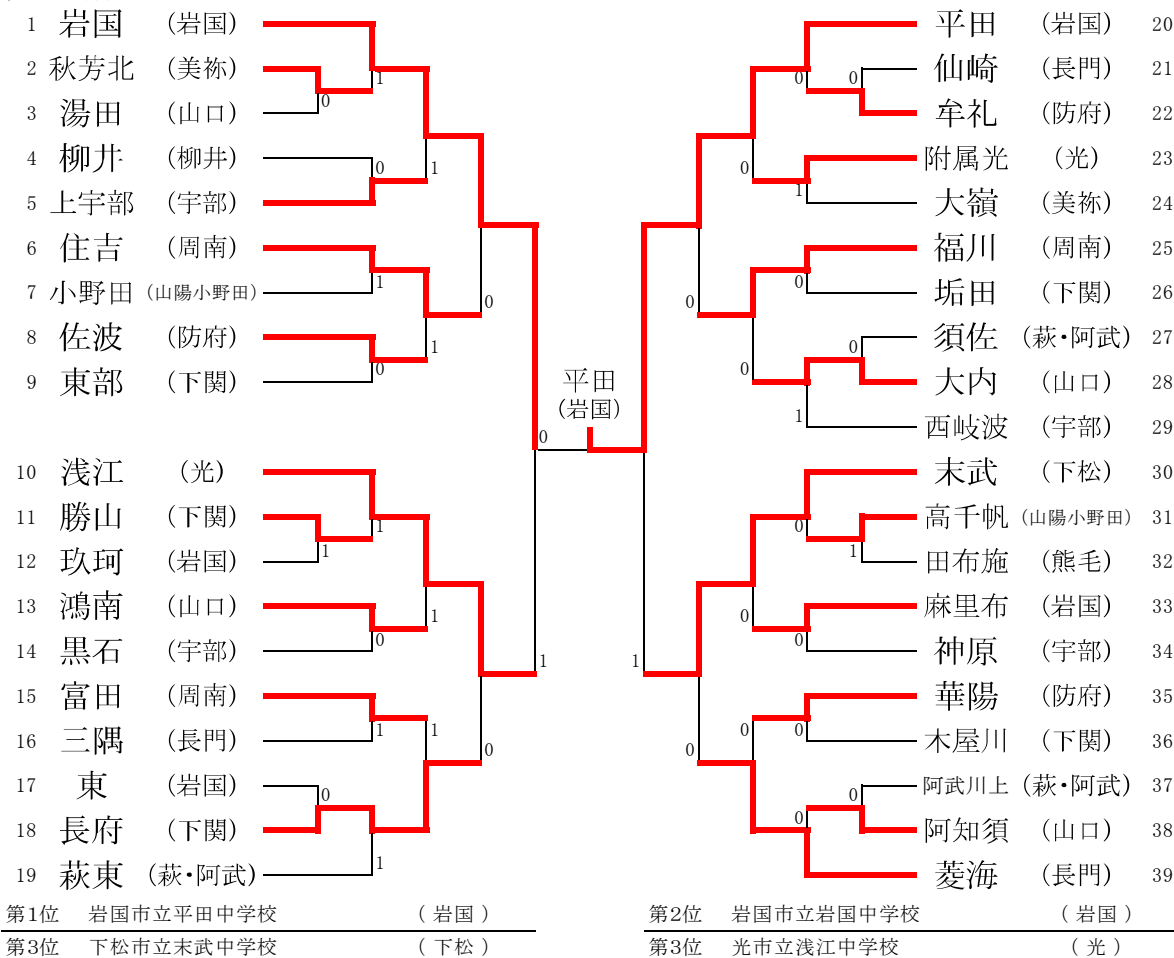 1 岩国 (岩国)
2 秋芳北 (美祢)
3 湯田 (山口)
4 柳井 (柳井)
5 上宇部 (宇部)
6 住吉 (周南)
7 小野田 (山陽小野田)
8 佐波 (防府)
9 東部 (下関)
10 浅江 (光)
11 勝山 (下関)
12 玖珂 (岩国)
13 鴻南 (山口)
14 黒石 (宇部)
15 富田 (周南)
16 三隅 (長門)
17 東 (岩国)
18 長府 (下関)
19 萩東 (萩・阿武)
1
0
0
1
1
0
0
1
1
1
0
1
1
0
1
0
1
0
1
平田
(岩国)
0
0
0
1
0
0
0
0
0
1
1
0
1
0
0
0
0
0
0
0
平田 (岩国) 20
仙崎 (長門) 21
牟礼 (防府) 22
附属光 (光) 23
大嶺 (美祢) 24
福川 (周南) 25
垢田 (下関) 26
須佐 (萩・阿武) 27
大内 (山口) 28
西岐波 (宇部) 29
末武 (下松) 30
高千帆 (山陽小野田) 31
田布施 (熊毛) 32
麻里布 (岩国) 33
神原 (宇部) 34
華陽 (防府) 35
木屋川 (下関) 36
阿武川上 (萩・阿武) 37
阿知須 (山口) 38
菱海 (長門) 39
第1位 岩国市立平田中学校 ( 岩国 )
第2位 岩国市立岩国中学校 ( 岩国 )
第3位 下松市立末武中学校 ( 下松 )
第3位 光市立浅江中学校 ( 光 )